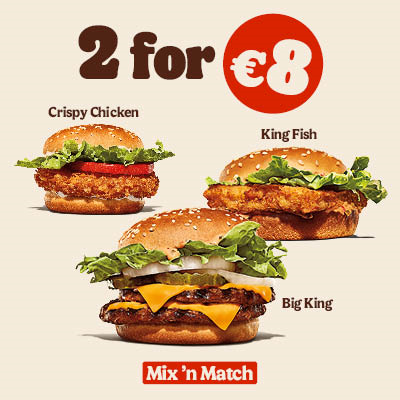 2 for €8
Crispy Chicken
King Fish
Big King
Mix ’n Match